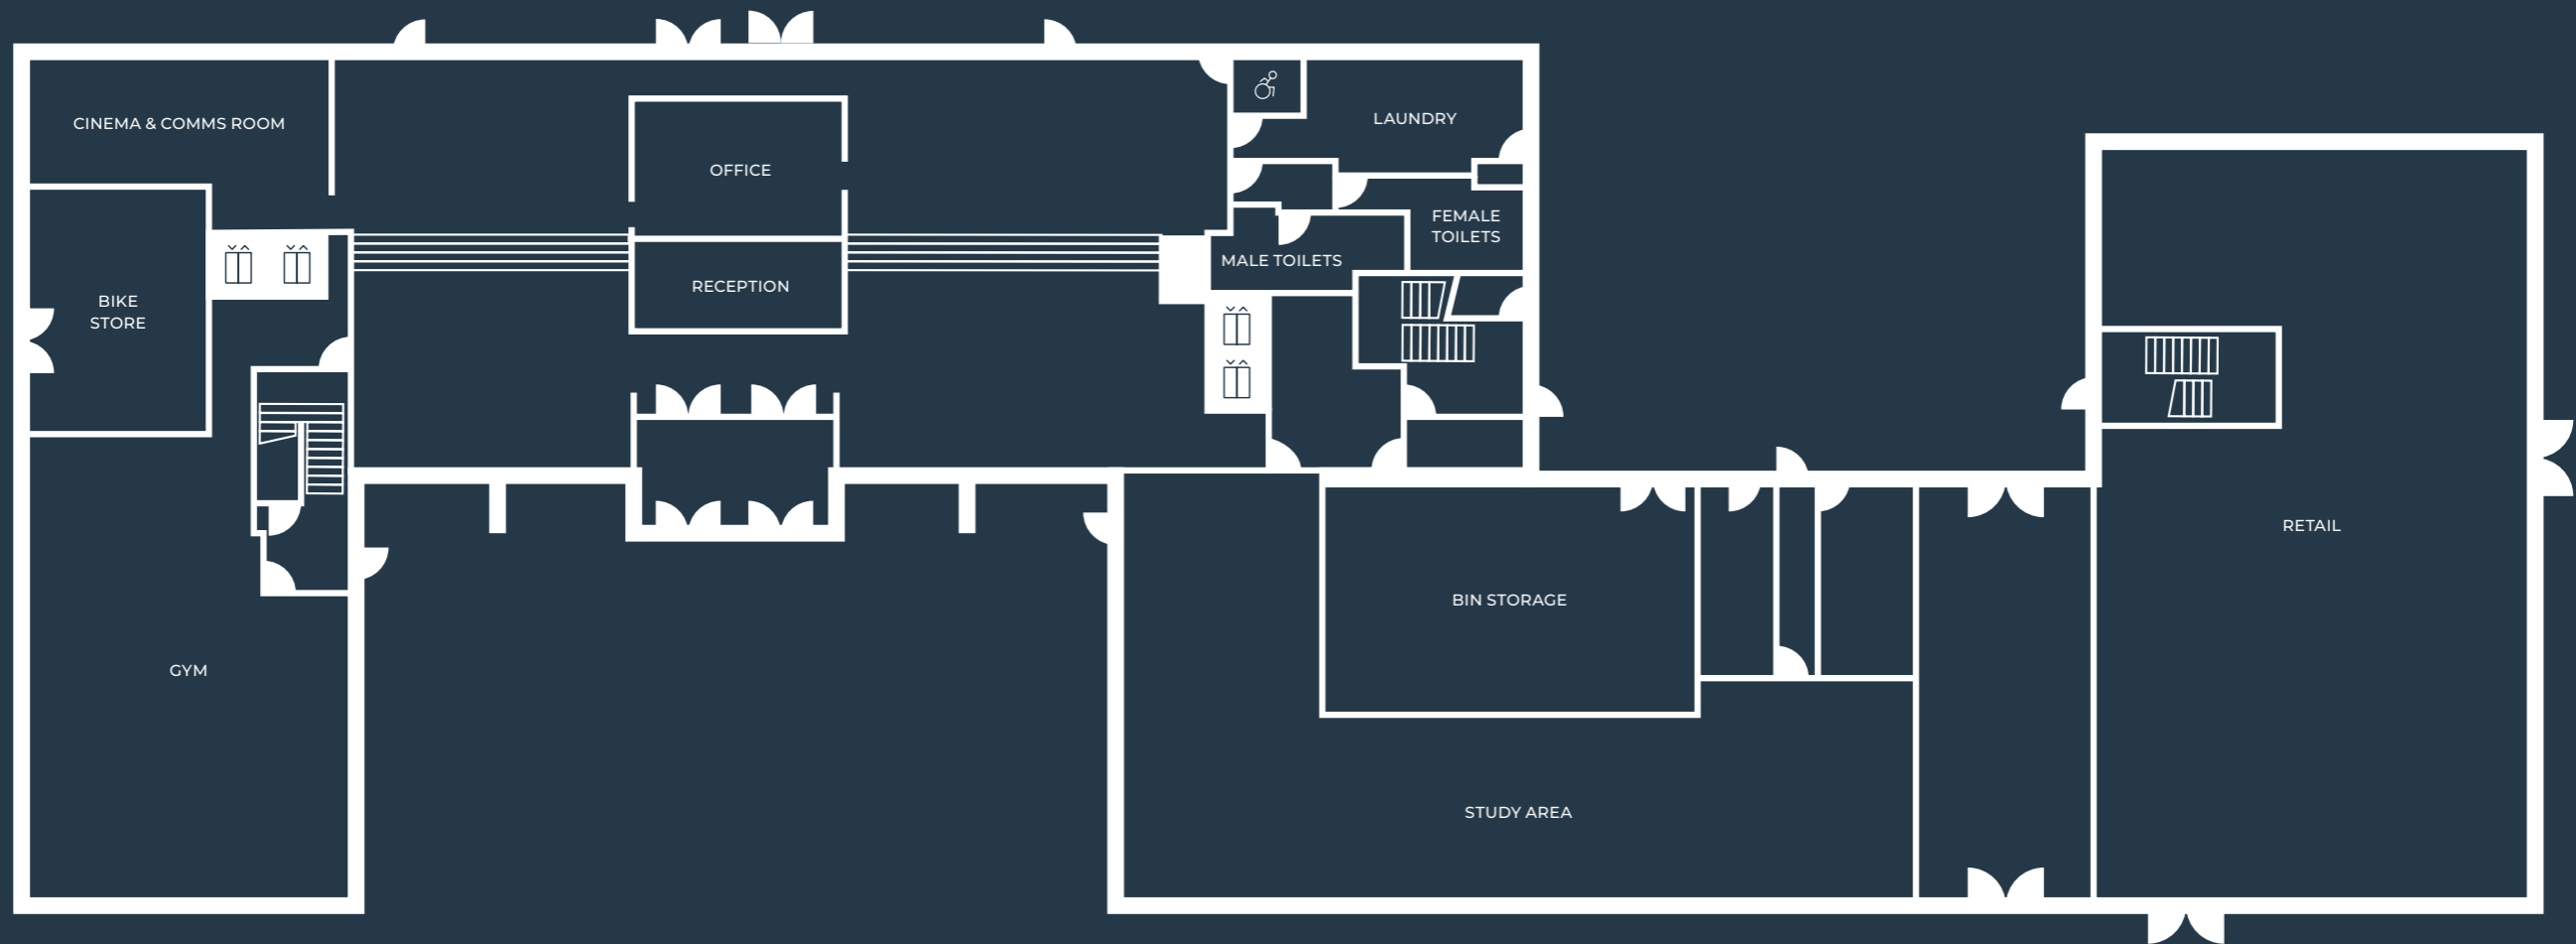 CINEMA & COMMS ROOM
OFFICE
LAUNDRY
FEMALE
TOILETS
MALE TOILETS
RECEPTION
BIKE
STORE
RETAIL
BIN STORAGE
GYM
STUDY AREA